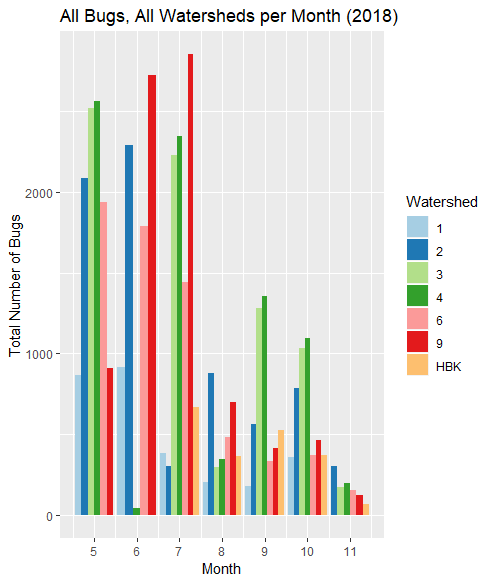 All Bugs, All Watersheds per Month (2018)
Total Number of Bugs
2000
1000
0
5 6 7 8 9 10 11
Month
Watershed
1
2
3
4
6
9
HBK